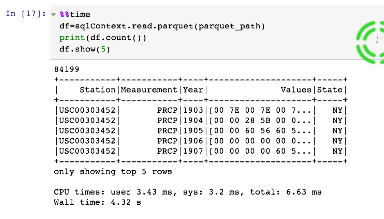 In [17]: %%time
df=sqlContext.read.parquet(parquet_path)
print(df.count())
df.show(5)
84199
+-----------+-----------+----+--------------------+-----+
|    Station|Measurement|Year|              Values|State|
+-----------+-----------+----+--------------------+-----+
|USC00303452|       PRCP|1903|[00 7E 00 7E 00 7...|   NY|
|USC00303452|       PRCP|1904|[00 00 28 5B 00 0...|   NY|
|USC00303452|       PRCP|1905|[00 00 60 56 60 5...|   NY|
|USC00303452|       PRCP|1906|[00 00 00 00 00 0...|   NY|
|USC00303452|       PRCP|1907|[00 00 00 00 60 5...|   NY|
+-----------+-----------+----+--------------------+-----+
only showing top 5 rows
CPU times: user 3.43 ms, sys: 3.2 ms, total: 6.63 ms
Wall time: 4.32 s